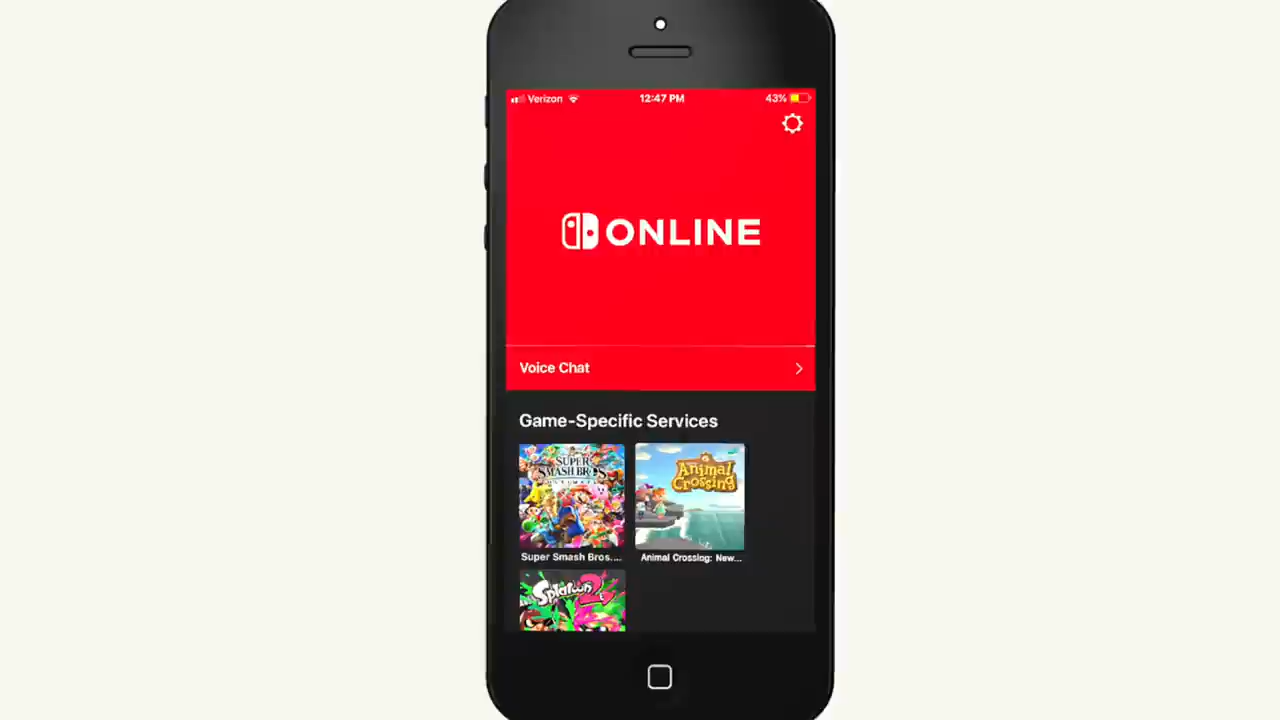 Verizon 12:47 PM 43%
ONLINE
Voice Chat
Game-Specific Services
SUPER
SMASH BROS.
ULTIMATE
Animal
Crossing
Super Smash Bros.... Animal Crossing: New...
Splatoon 2